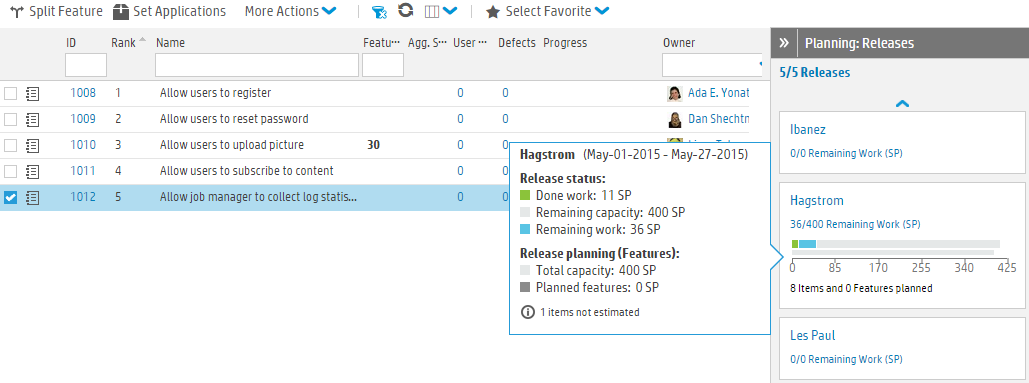 Split Feature Set Applications More Actions Select Favorite
ID Rank Name Featu... Agg. S... User ... Defects Progress Owner
1008 1 Allow users to register 0 0 Ada E. Yonat
1009 2 Allow users to reset password 0 0 Dan Shechtn
1010 3 Allow users to upload picture 30 0 0
1011 4 Allow users to subscribe to content 0
1012 5 Allow job manager to collect log statis... 0
Hagstrom (May-01-2015 - May-27-2015)
Release status:
Done work: 11 SP
Remaining capacity: 400 SP
Remaining work: 36 SP
Release planning (Features):
Total capacity: 400 SP
Planned features: 0 SP
1 items not estimated
» Planning: Releases
5/5 Releases
Ibanez
0/0 Remaining Work (SP)
Hagstrom
36/400 Remaining Work (SP)
0 85 170 255 340 425
8 Items and 0 Features planned
Les Paul
0/0 Remaining Work (SP)